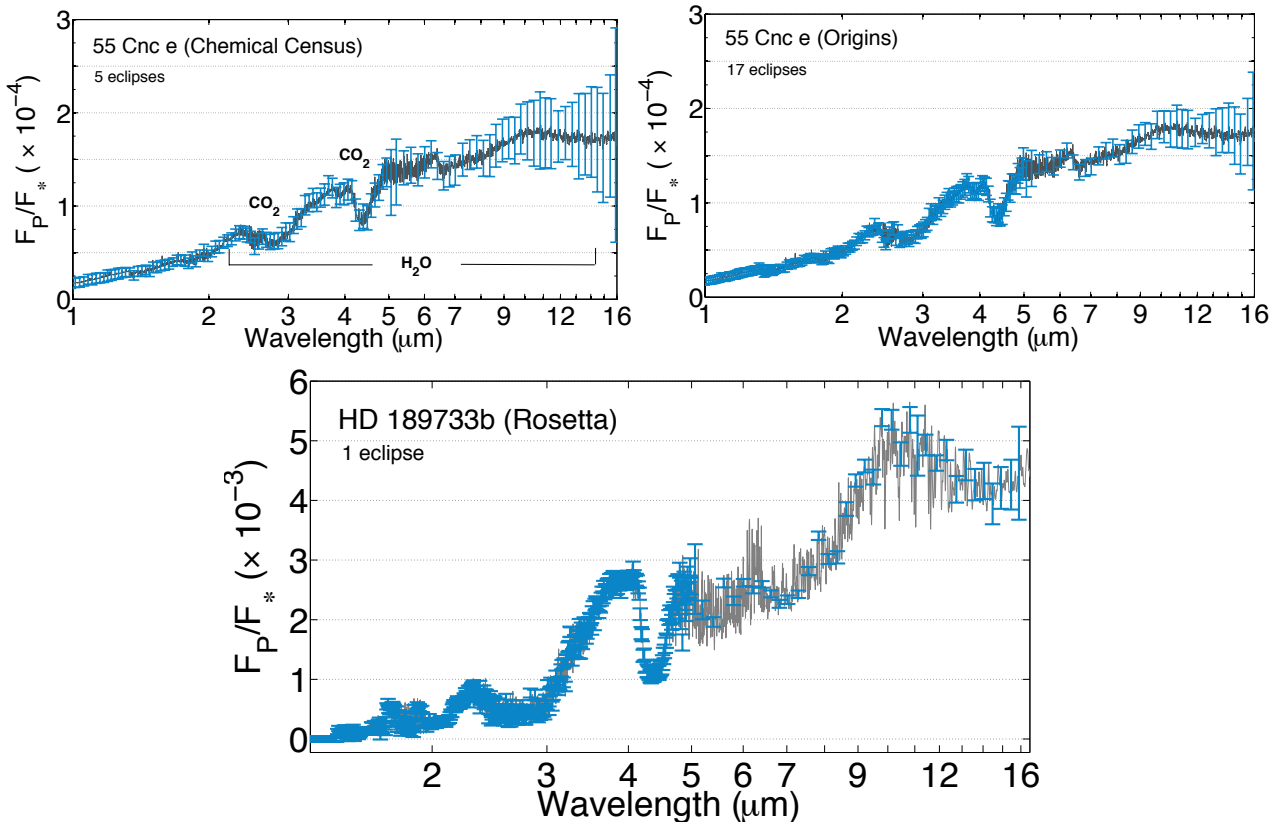 55 Cnc e (Chemical Census)
5 eclipses
F_P/F_* ( × 10^-4)
3
2
1
0
CO_2
CO_2
H_2O
1 2 3 4 5 6 7 9 12 16
Wavelength (μm)
55 Cnc e (Origins)
17 eclipses
F_P/F_* ( × 10^-4)
3
2
1
0
1 2 3 4 5 6 7 9 12 16
Wavelength (μm)
HD 189733b (Rosetta)
1 eclipse
F_P/F_* (× 10^-3)
6
5
4
3
2
1
0
2 3 4 5 6 7 9 12 16
Wavelength (μm)